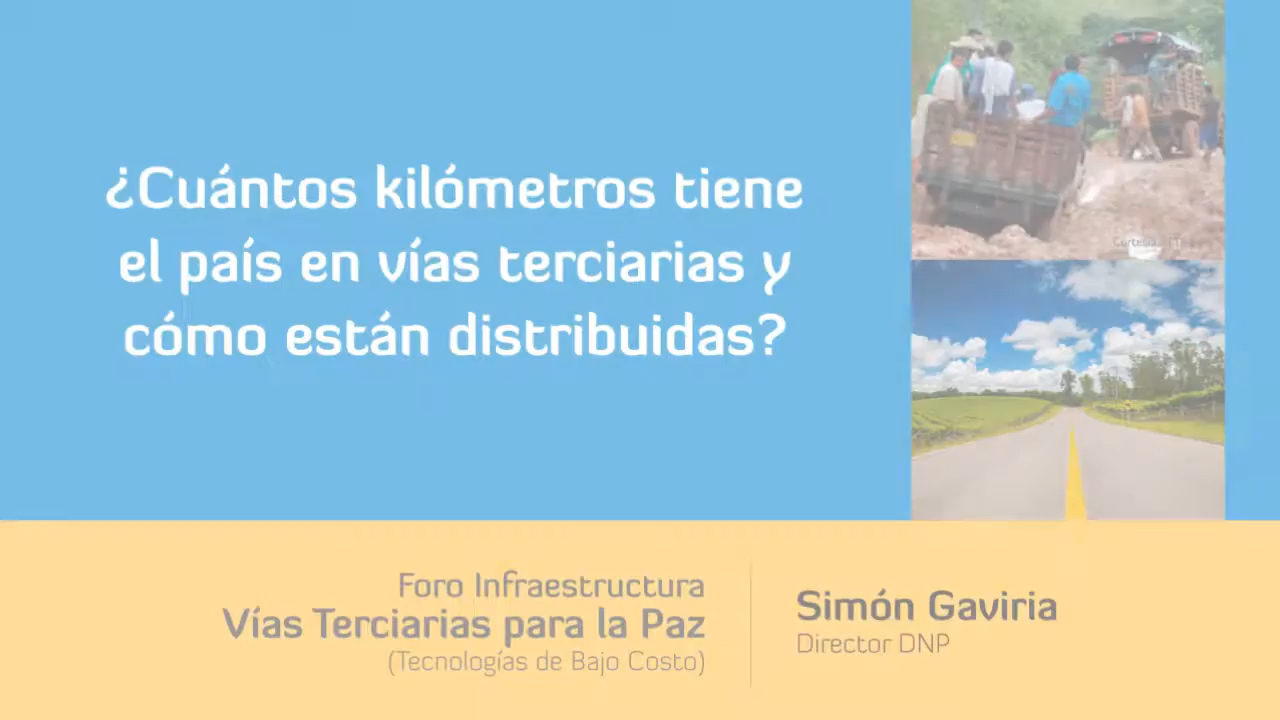 ¿Cuántos kilómetros tiene
el país en vías terciarias y
cómo están distribuidas?
Foro Infraestructura
Vías Terciarias para la Paz
(Tecnologías de Bajo Costo)
Simón Gaviria
Director DNP